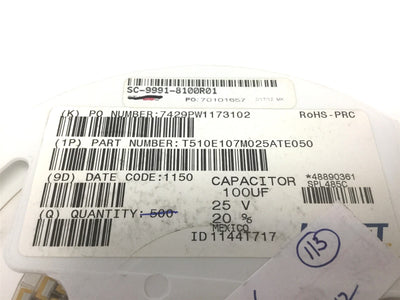 SC-9991-8100R01
PO:70101657
(K) PO NUMBER:7429PW1173102
RoHS-PRC
(1P) PART NUMBER:T510E107M025ATE050
(9D) DATE CODE:1150
CAPACITOR
*48890361
100UF
SPL485C
(Q) QUANTITY: 500
25 V
20 %
MEXICO
ID11441717
113